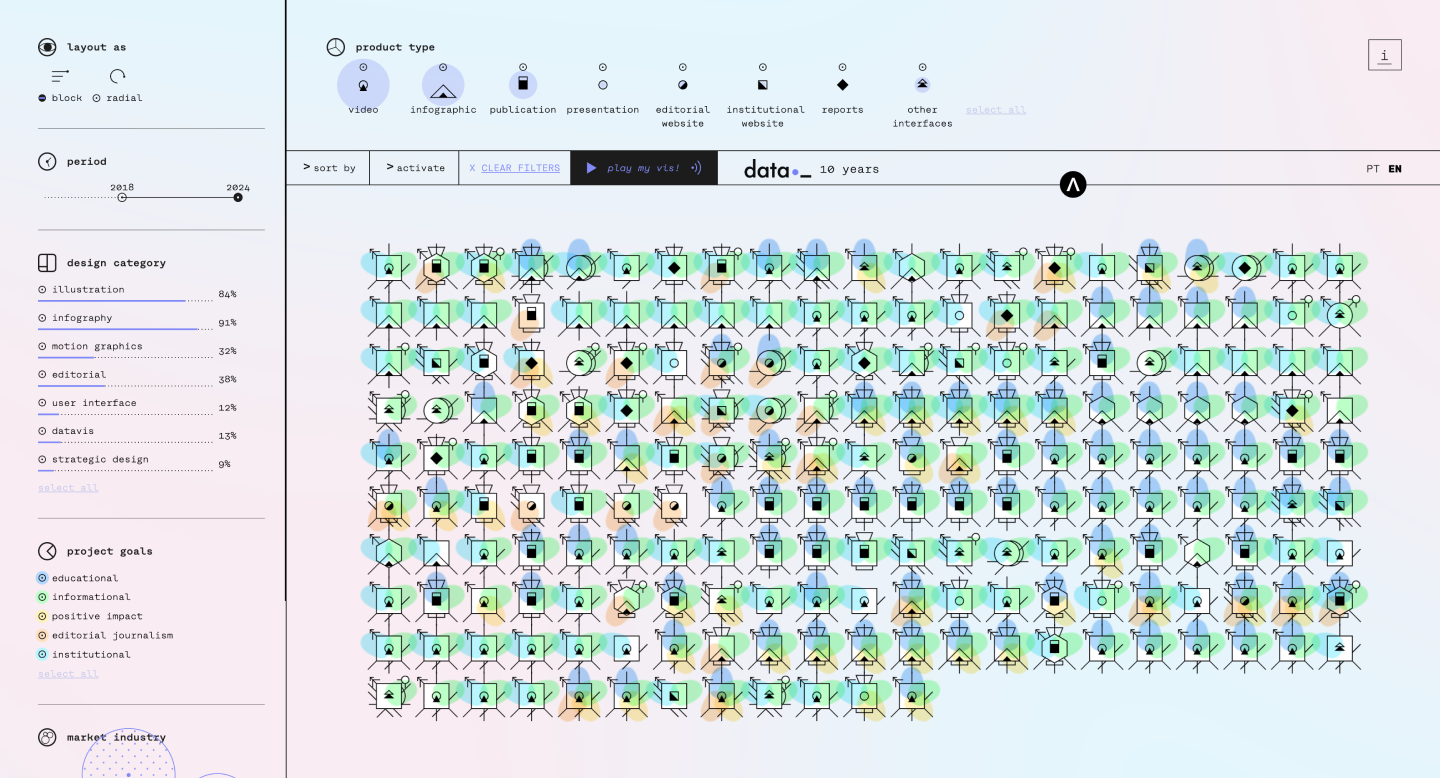 layout as
block radial
period
2018 2024
design category
illustration 84%
infography 91%
motion graphics 32%
editorial 38%
user interface 12%
datavis 13%
strategic design 9%
select all
project goals
educational
informational
positive impact
editorial journalism
institutional
select all
market industry
product type
i
video infographic publication presentation editorial website institutional website reports other interfaces select all
> sort by > activate X CLEAR FILTERS play my vis! data._ 10 years PT EN